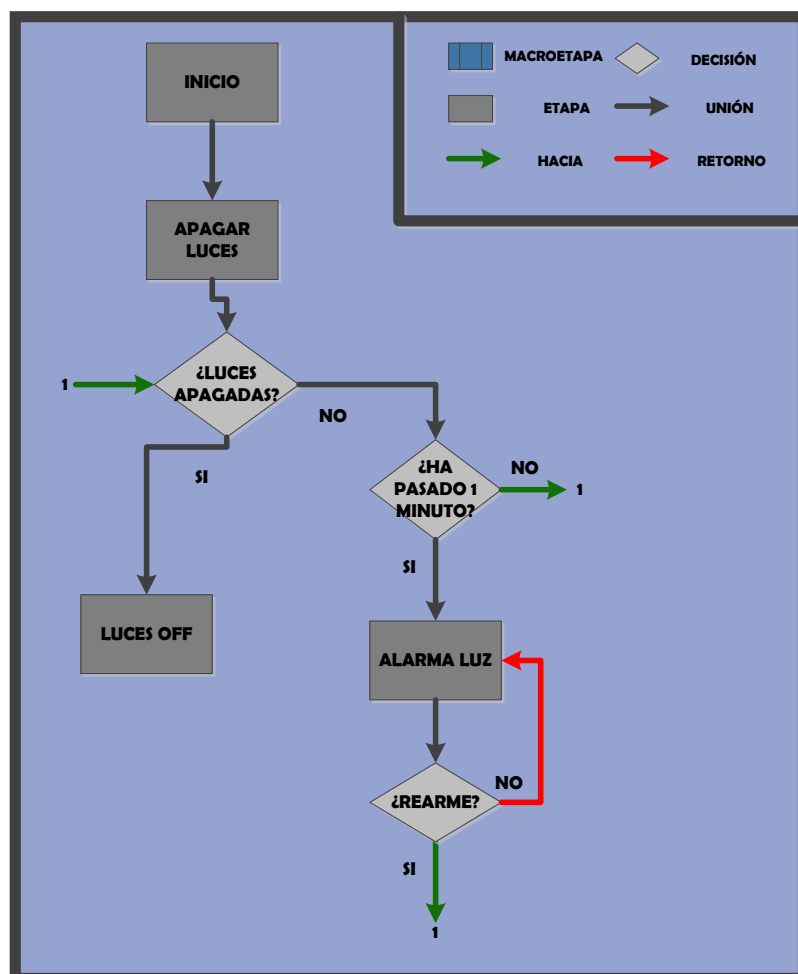 INICIO
MACROETAPA
DECISIÓN
ETAPA
UNIÓN
HACIA
RETORNO
APAGAR
LUCES
1
¿LUCES
APAGADAS?
NO
SI
¿HA
PASADO 1
MINUTO?
NO
1
SI
LUCES OFF
ALARMA LUZ
¿REARME?
NO
SI
1